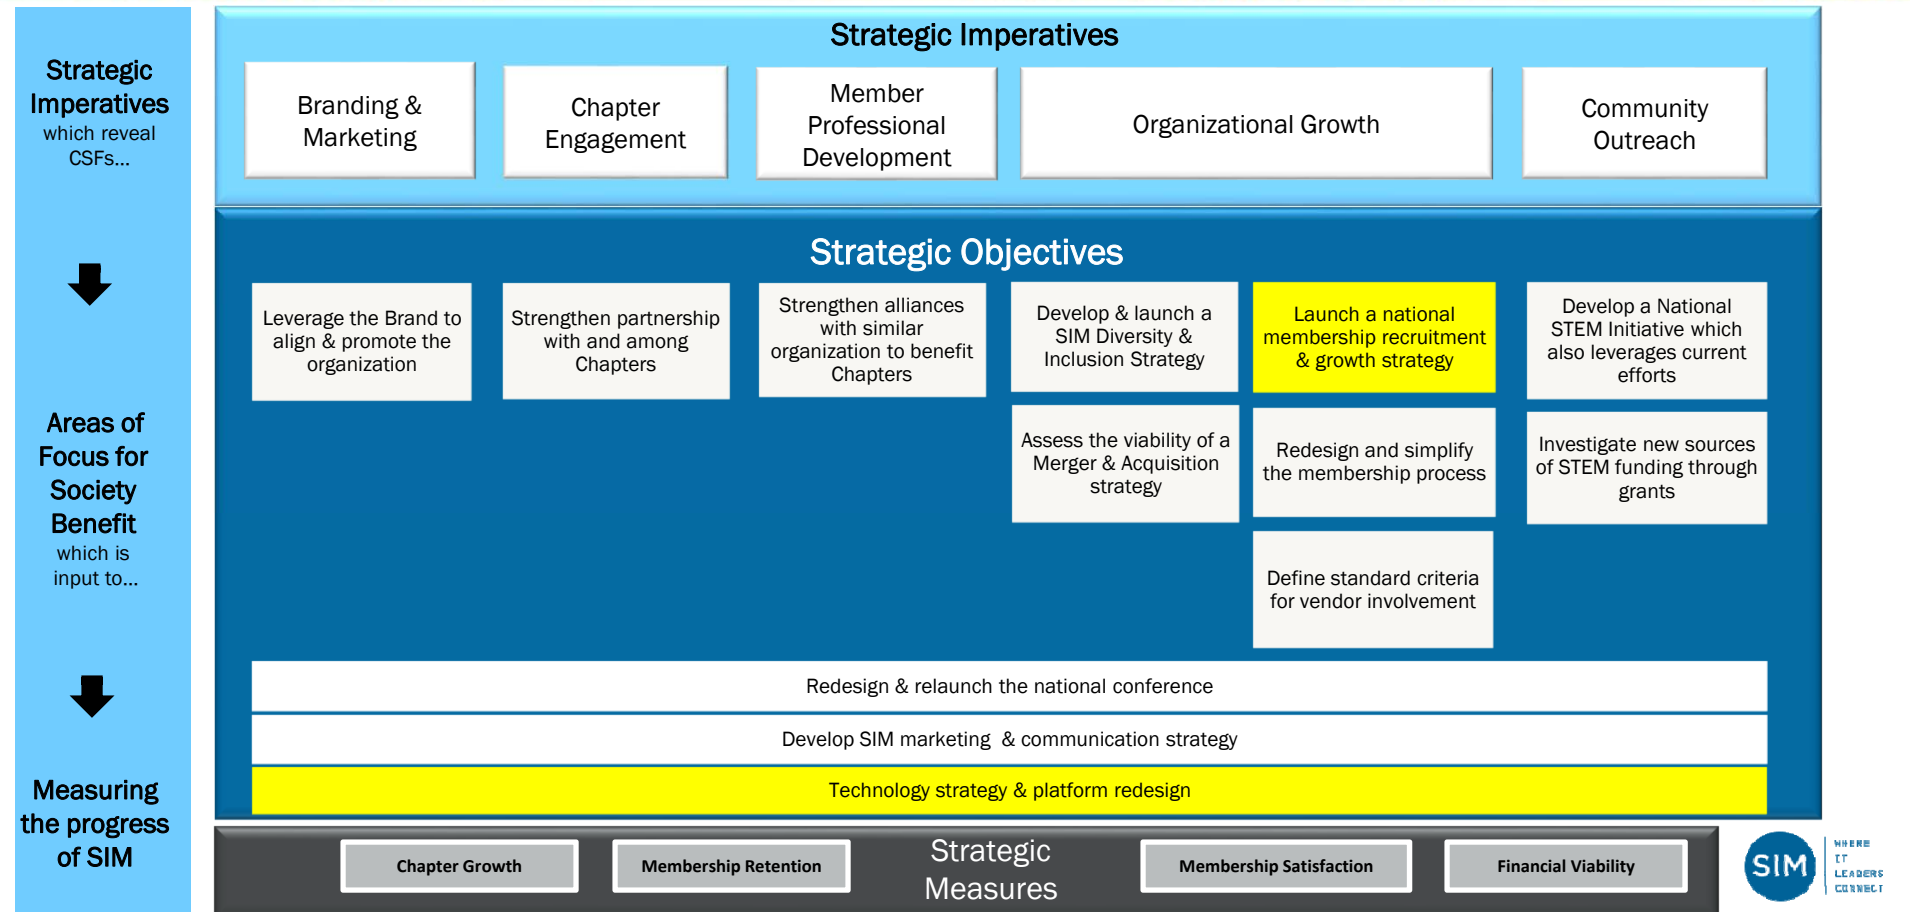 Strategic
Imperatives
which reveal
CSFs...
Areas of
Focus for
Society
Benefit
which is
input to...
Measuring
the progress
of SIM
Strategic Imperatives
Branding &
Marketing
Chapter
Engagement
Member
Professional
Development
Organizational Growth
Community
Outreach
Strategic Objectives
Leverage the Brand to
align & promote the
organization
Strengthen partnership
with and among
Chapters
Strengthen alliances
with similar
organization to benefit
Chapters
Develop & launch a
SIM Diversity &
Inclusion Strategy
Launch a national
membership recruitment
& growth strategy
Develop a National
STEM Initiative which
also leverages current
efforts
Assess the viability of a
Merger & Acquisition
strategy
Redesign and simplify
the membership process
Investigate new sources
of STEM funding through
grants
Define standard criteria
for vendor involvement
Redesign & relaunch the national conference
Develop SIM marketing  & communication strategy
Technology strategy & platform redesign
Strategic
Measures
Chapter Growth
Membership Retention
Membership Satisfaction
Financial Viability
SIM
WHERE
IT
LEADERS
CONNECT